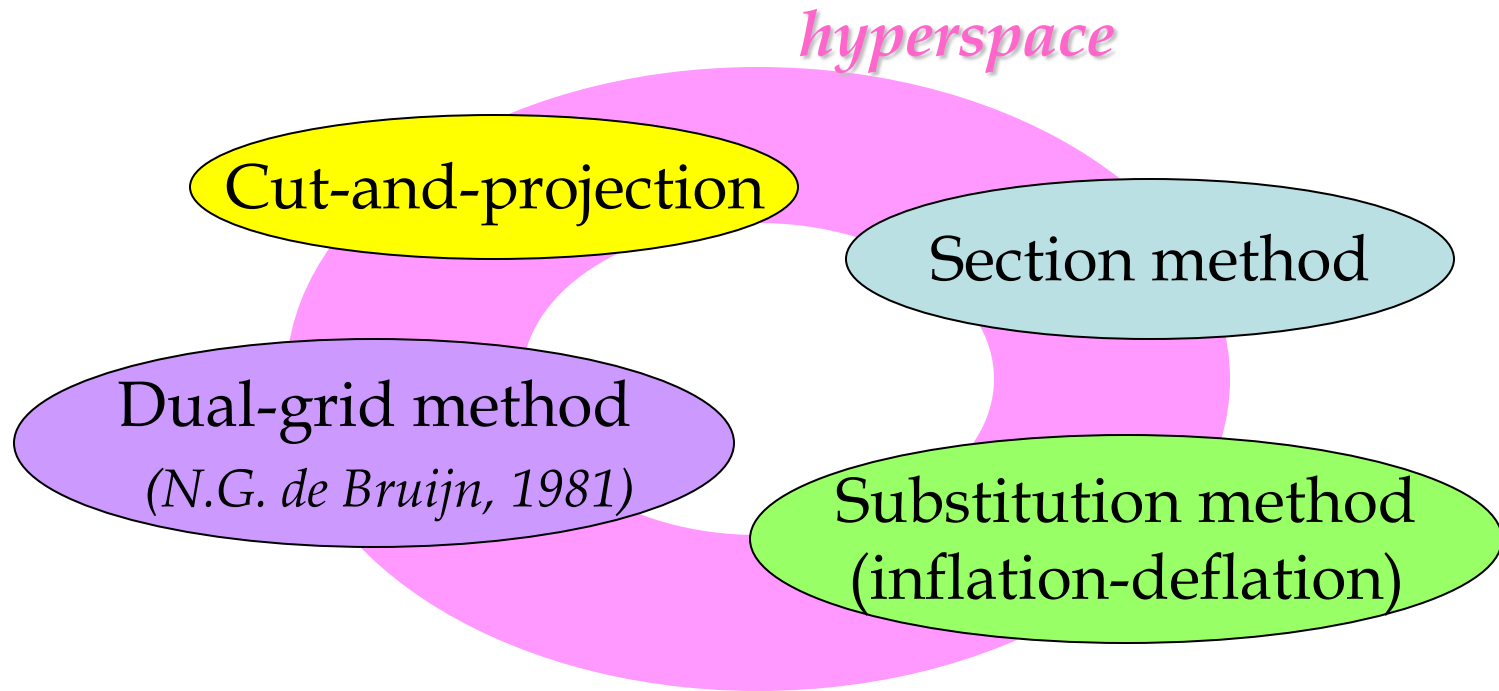 hyperspace
Cut-and-projection
Section method
Dual-grid method
(N.G. de Bruijn, 1981)
Substitution method
(inflation-deflation)